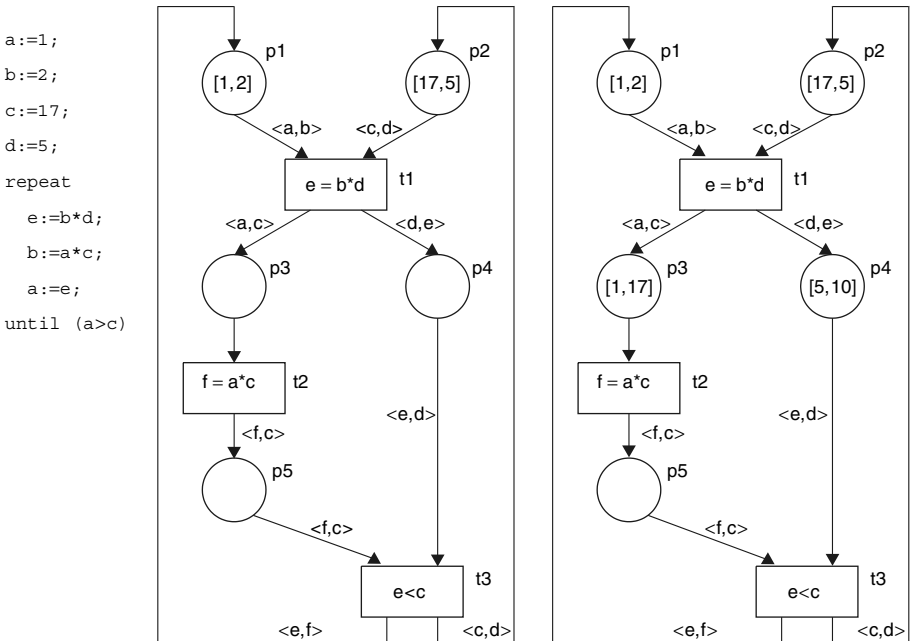 a:=1;
b:=2;
c:=17;
d:=5;
repeat
e:=b*d;
b:=a*c;
a:=e;
until (a>c)
p1
p2
[1,2]
[17,5]
<a,b>
<c,d>
e = b*d
t1
<a,c>
<d,e>
p3
p4
f = a*c
t2
<e,d>
<f,c>
p5
<f,c>
t3
e<c
<e,f>
<c,d>
p1
p2
[1,2]
[17,5]
<a,b>
<c,d>
e = b*d
t1
<a,c>
<d,e>
p3
p4
[1,17]
[5,10]
f = a*c
t2
<e,d>
<f,c>
p5
<f,c>
t3
e<c
<e,f>
<c,d>